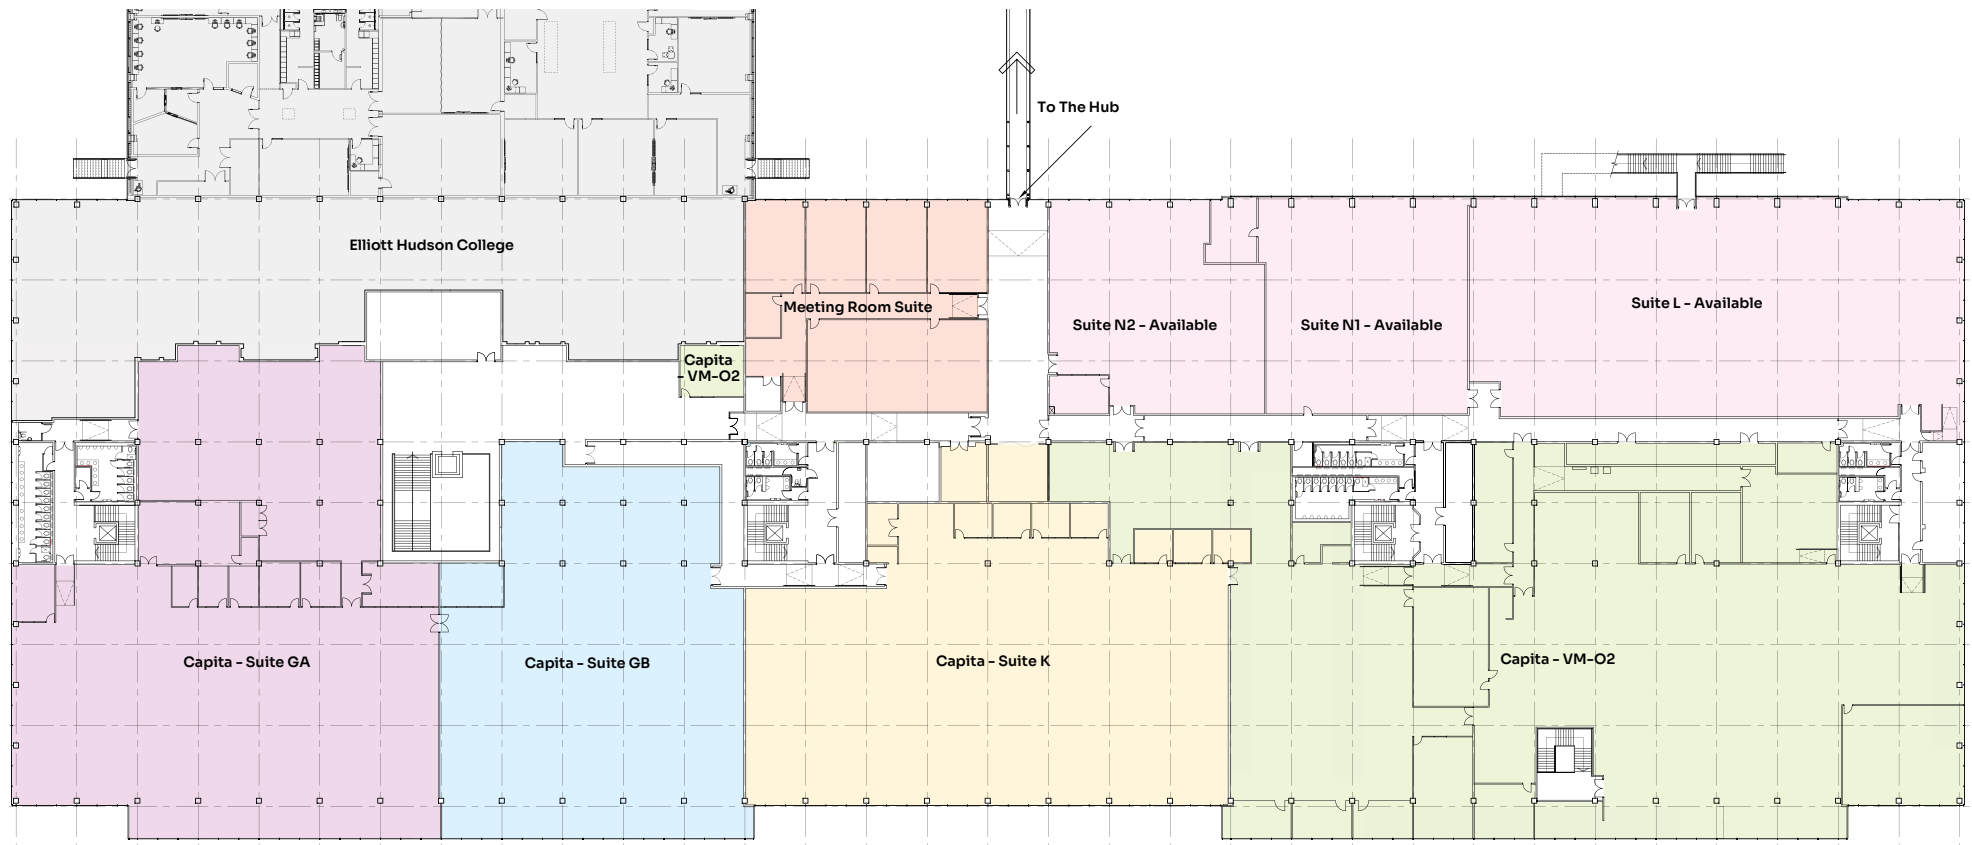 To The Hub
Elliott Hudson College
Meeting Room Suite
Suite L - Available
Suite N2 - Available
Suite N1 - Available
Capita
- VM-O2
Capita - Suite GA
Capita - Suite GB
Capita - Suite K
Capita - VM-O2